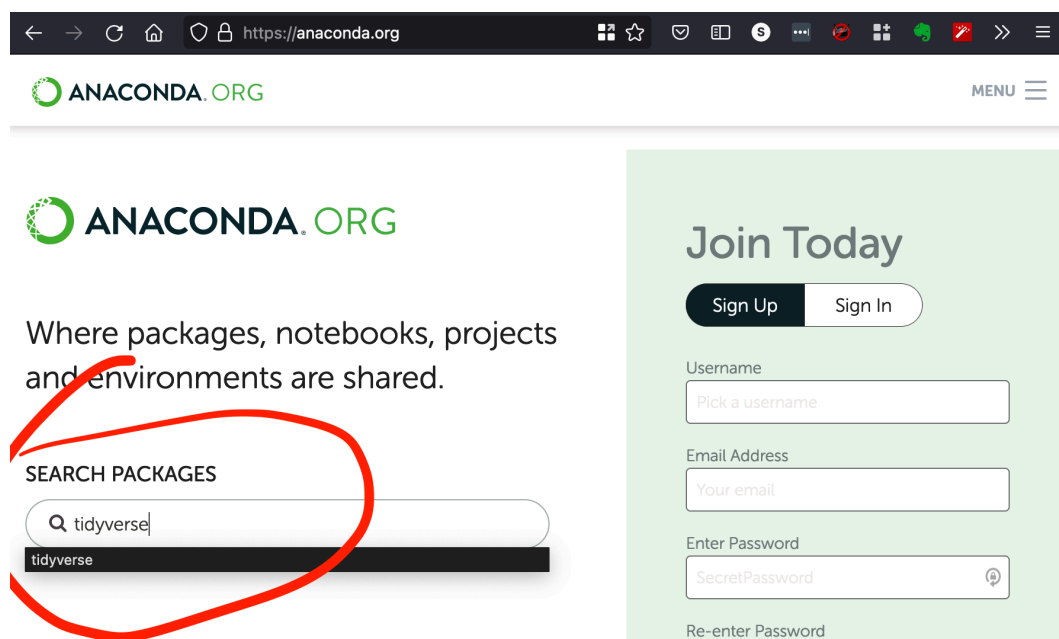 https://anaconda.org
S
ANACONDA.ORG
MENU
ANACONDA.ORG
Where packages, notebooks, projects
and environments are shared.
SEARCH PACKAGES
tidyverse
tidyverse
Join Today
Sign Up
Sign In
Username
Pick a username
Email Address
Your email
Enter Password
SecretPassword
Re-enter Password